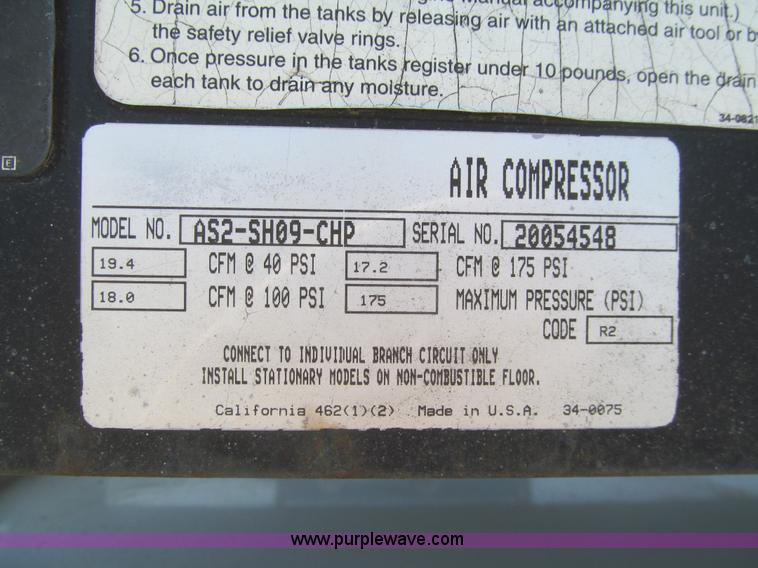 5. Drain air from the tanks by releasing air with an attached air tool or b
accompanying this unit.)
the safety relief valve rings.
6. Once pressure in the tanks register under 10 pounds, open the drain
each tank to drain any moisture.
34-0821
E
AIR COMPRESSOR
MODEL NO. AS2-SH09-CHP SERIAL NO. 20054548
19.4 CFM @ 40 PSI 17.2 CFM @ 175 PSI
18.0 CFM @ 100 PSI 175 MAXIMUM PRESSURE (PSI)
CODE R2
CONNECT TO INDIVIDUAL BRANCH CIRCUIT ONLY
INSTALL STATIONARY MODELS ON NON-COMBUSTIBLE FLOOR.
California 462(1)(2) Made in U.S.A. 34-0075
www.purplewave.com